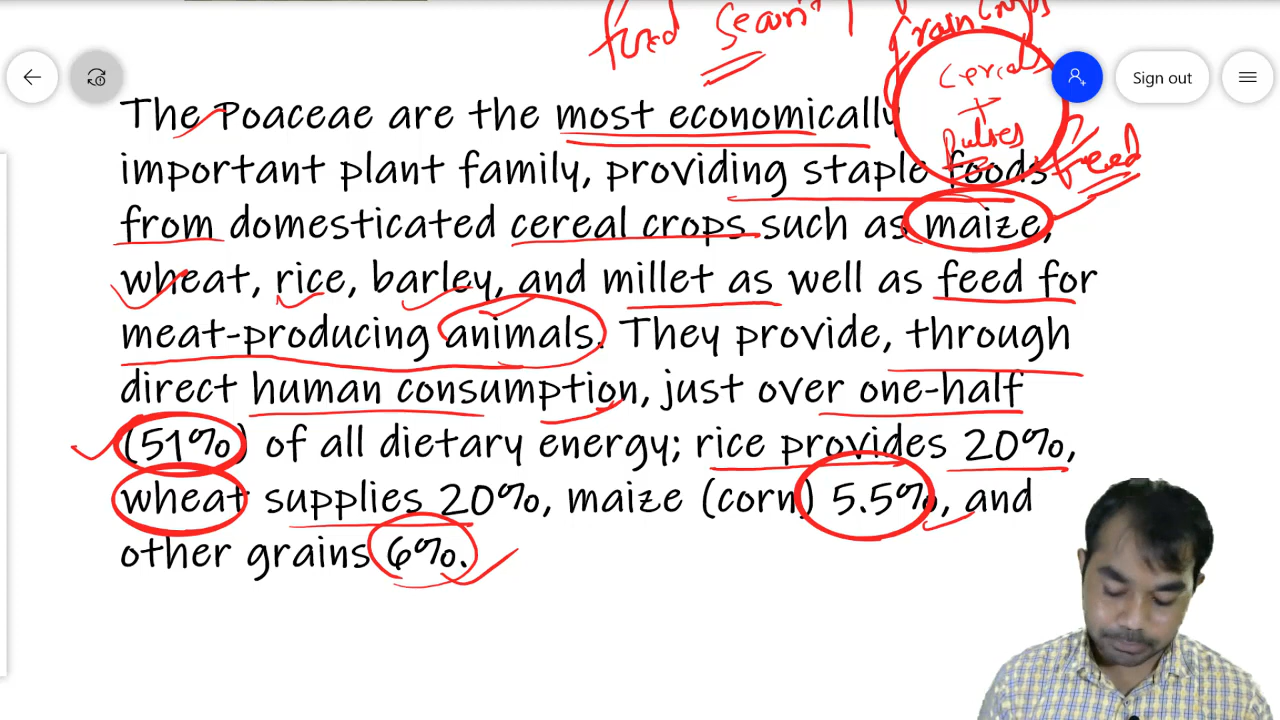 food
Grain Crops
Cereals
Sign out
+
Pulses
feed
The Poaceae are the most economically
important plant family, providing staple foods
from domesticated cereal crops such as maize,
wheat, rice, barley, and millet as well as feed for
meat-producing animals. They provide, through
direct human consumption, just over one-half
(51%) of all dietary energy; rice provides 20%,
wheat supplies 20%, maize (corn) 5.5%, and
other grains 6%.